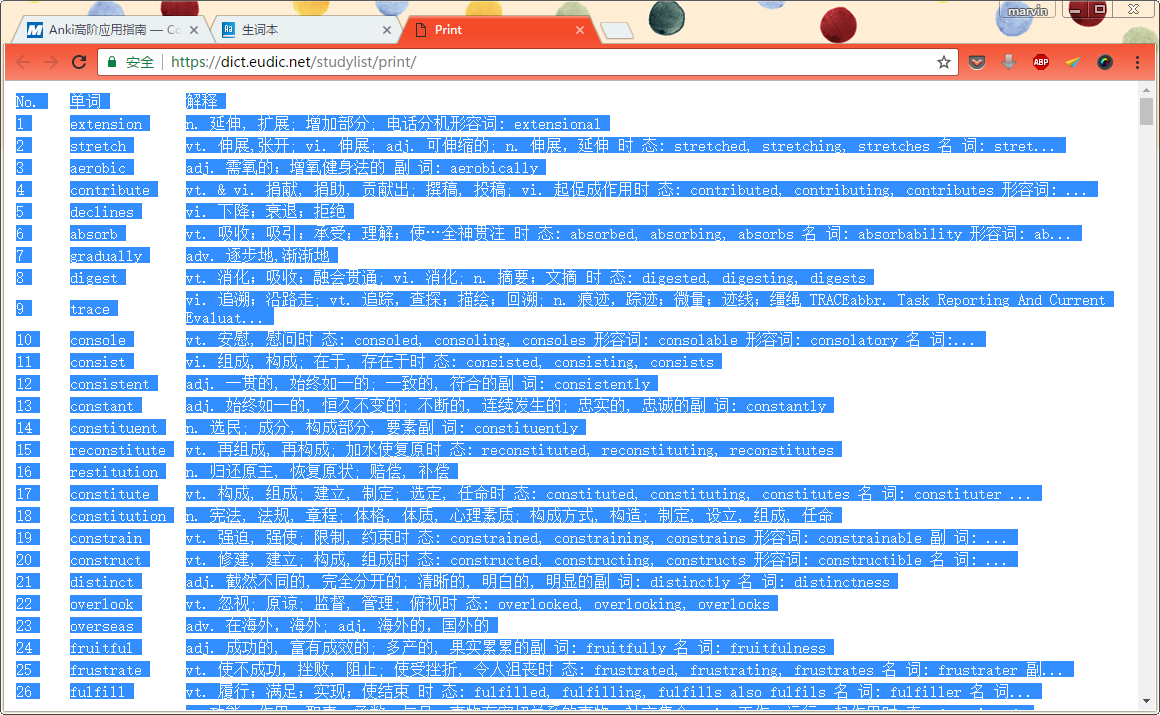 marvin
Anki高阶应用指南 — Co
生词本
Print
安全 https://dict.eudic.net/studylist/print/
ABP
No. 单词 解释
1 extension n. 延伸，扩展; 增加部分; 电话分机形容词: extensional
2 stretch vt. 伸展,张开; vi. 伸展; adj. 可伸缩的; n. 伸展，延伸 时 态: stretched, stretching, stretches 名 词: stret...
3 aerobic adj. 需氧的; 增氧健身法的 副 词: aerobically
4 contribute vt. & vi. 捐献，捐助，贡献出; 撰稿，投稿; vi. 起促成作用时 态: contributed, contributing, contributes 形容词: ...
5 declines vi. 下降; 衰退; 拒绝
6 absorb vt. 吸收; 吸引; 承受; 理解; 使…全神贯注 时 态: absorbed, absorbing, absorbs 名 词: absorbability 形容词: ab...
7 gradually adv. 逐步地,渐渐地
8 digest vt. 消化; 吸收; 融会贯通; vi. 消化; n. 摘要; 文摘 时 态: digested, digesting, digests
9 trace vi. 追溯; 沿路走; vt. 追踪，查探; 描绘; 回溯; n. 痕迹，踪迹; 微量; 迹线; 缰绳 TRACEabbr. Task Reporting And Current
Evaluat...
10 console vt. 安慰, 慰问时 态: consoled, consoling, consoles 形容词: consolable 形容词: consolatory 名 词:...
11 consist vi. 组成, 构成; 在于, 存在于时 态: consisted, consisting, consists
12 consistent adj. 一贯的, 始终如一的; 一致的, 符合的副 词: consistently
13 constant adj. 始终如一的, 恒久不变的; 不断的, 连续发生的; 忠实的, 忠诚的副 词: constantly
14 constituent n. 选民; 成分, 构成部分, 要素副 词: constituently
15 reconstitute vt. 再组成, 再构成; 加水使复原时 态: reconstituted, reconstituting, reconstitutes
16 restitution n. 归还原主, 恢复原状; 赔偿, 补偿
17 constitute vt. 构成, 组成; 建立, 制定; 选定, 任命时 态: constituted, constituting, constitutes 名 词: constituter ...
18 constitution n. 宪法, 法规, 章程; 体格, 体质, 心理素质; 构成方式, 构造; 制定, 设立, 组成, 任命
19 constrain vt. 强迫, 强使; 限制, 约束时 态: constrained, constraining, constrains 形容词: constrainable 副 词: ...
20 construct vt. 修建, 建立; 构成, 组成时 态: constructed, constructing, constructs 形容词: constructible 名 词: ...
21 distinct adj. 截然不同的, 完全分开的; 清晰的, 明白的, 明显的副 词: distinctly 名 词: distinctness
22 overlook vt. 忽视; 原谅; 监督, 管理; 俯视时 态: overlooked, overlooking, overlooks
23 overseas adv. 在海外，海外; adj. 海外的，国外的
24 fruitful adj. 成功的, 富有成效的; 多产的, 果实累累的副 词: fruitfully 名 词: fruitfulness
25 frustrate vt. 使不成功, 挫败, 阻止; 使受挫折, 令人沮丧时 态: frustrated, frustrating, frustrates 名 词: frustrater 副...
26 fulfill vt. 履行; 满足; 实现; 使结束 时 态: fulfilled, fulfilling, fulfills also fulfils 名 词: fulfiller 名 词...